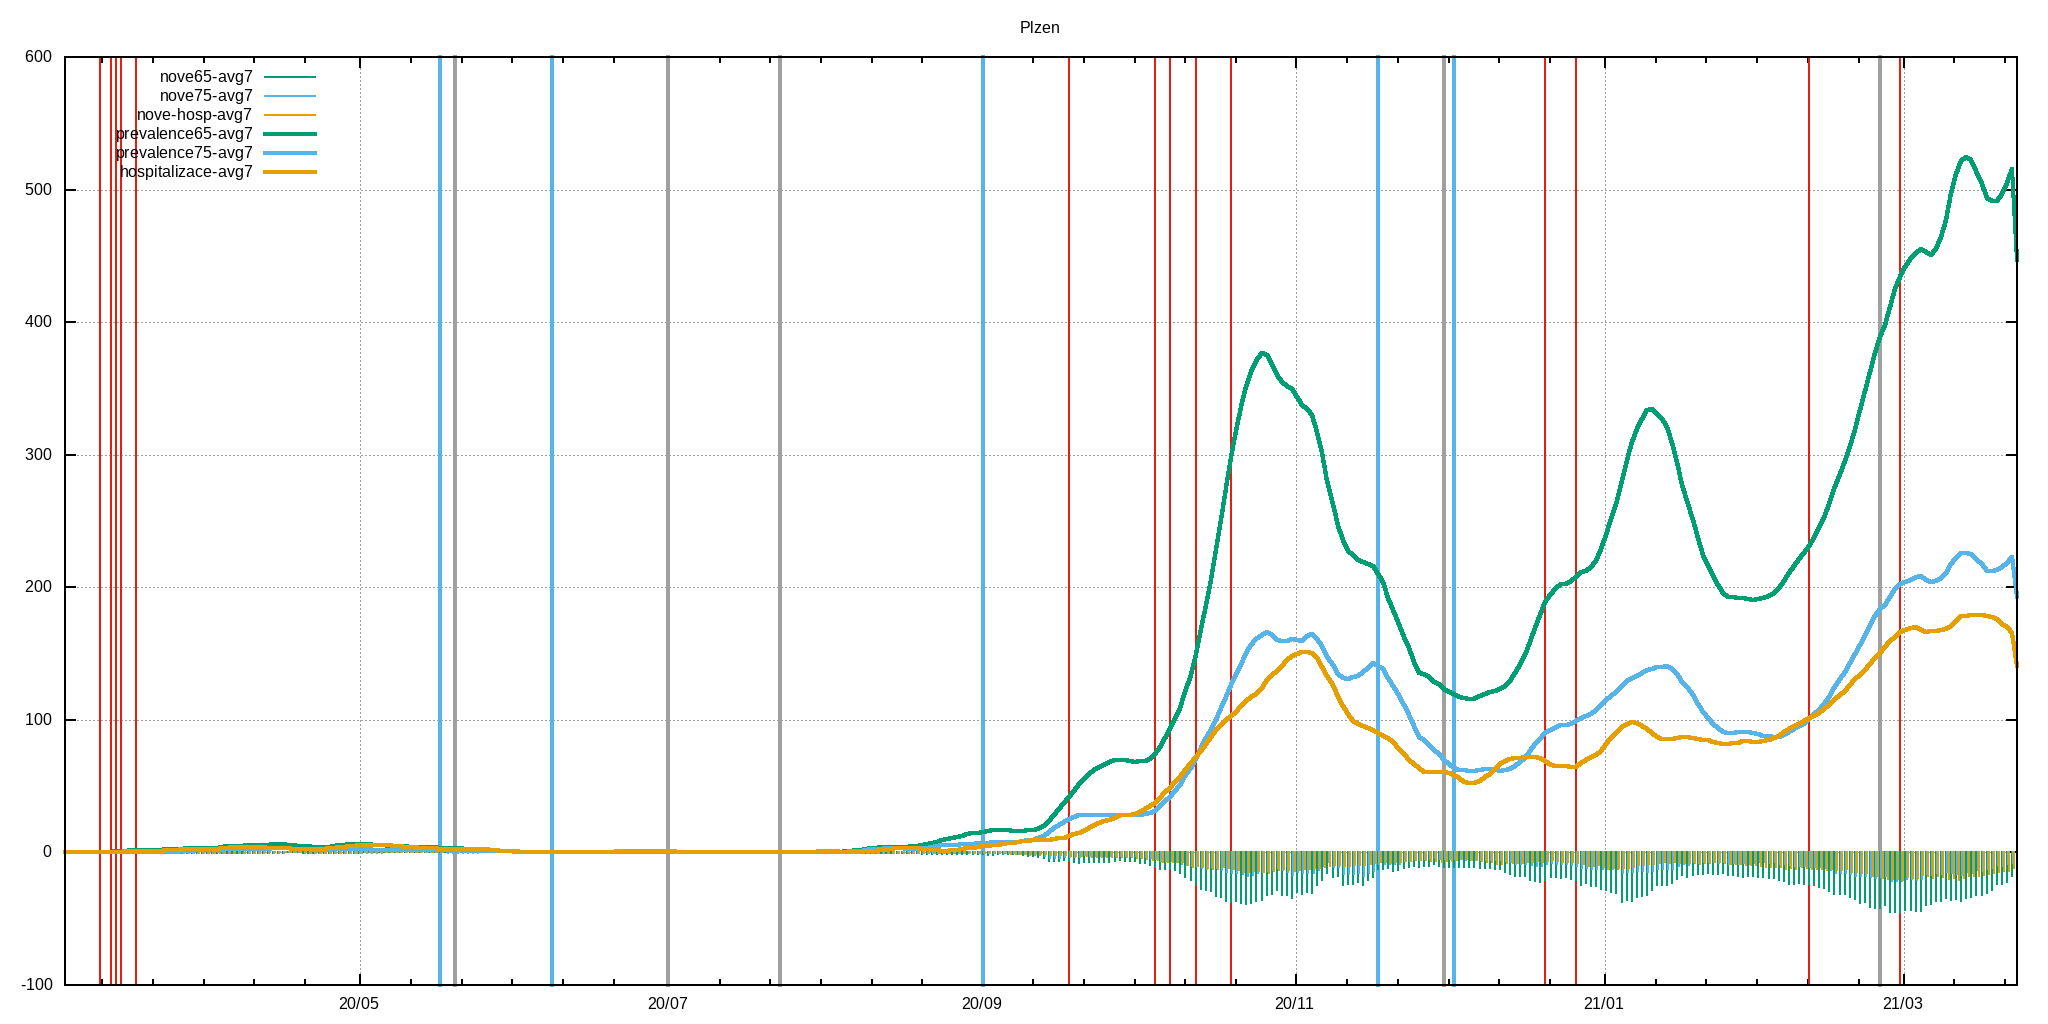 Plzen
600
500
400
300
200
100
0
-100
nove65-avg7
nove75-avg7
nove-hosp-avg7
prevalence65-avg7
prevalence75-avg7
hospitalizace-avg7
20/05 20/07 20/09 20/11 21/01 21/03